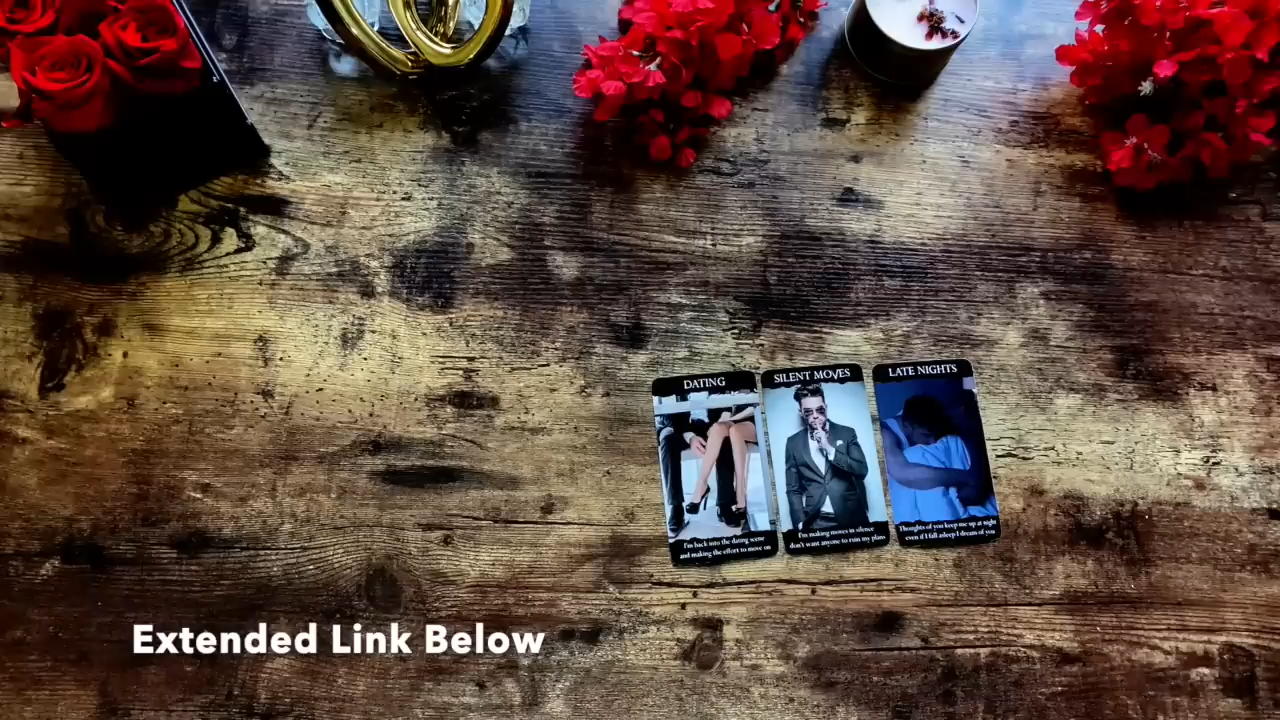 DATING
I'm back into the dating scene
and making the effort to move on
SILENT MOVES
I'm making moves in silence
don't want anyone to ruin my plans
LATE NIGHTS
Thoughts of you keep me up at night
even if I fall asleep I dream of you
Extended Link Below